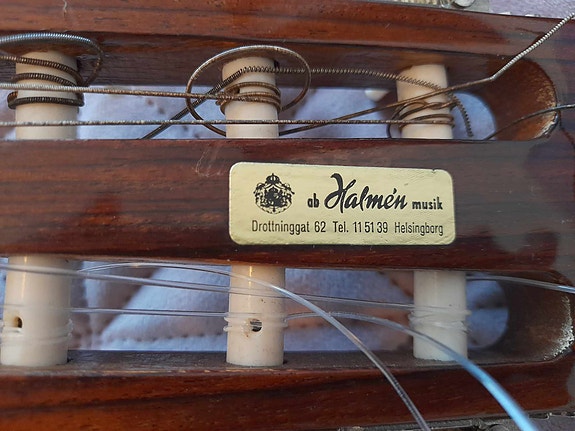 ab Halmén musik
Drottninggat 62 Tel. 11 51 39 Helsingborg